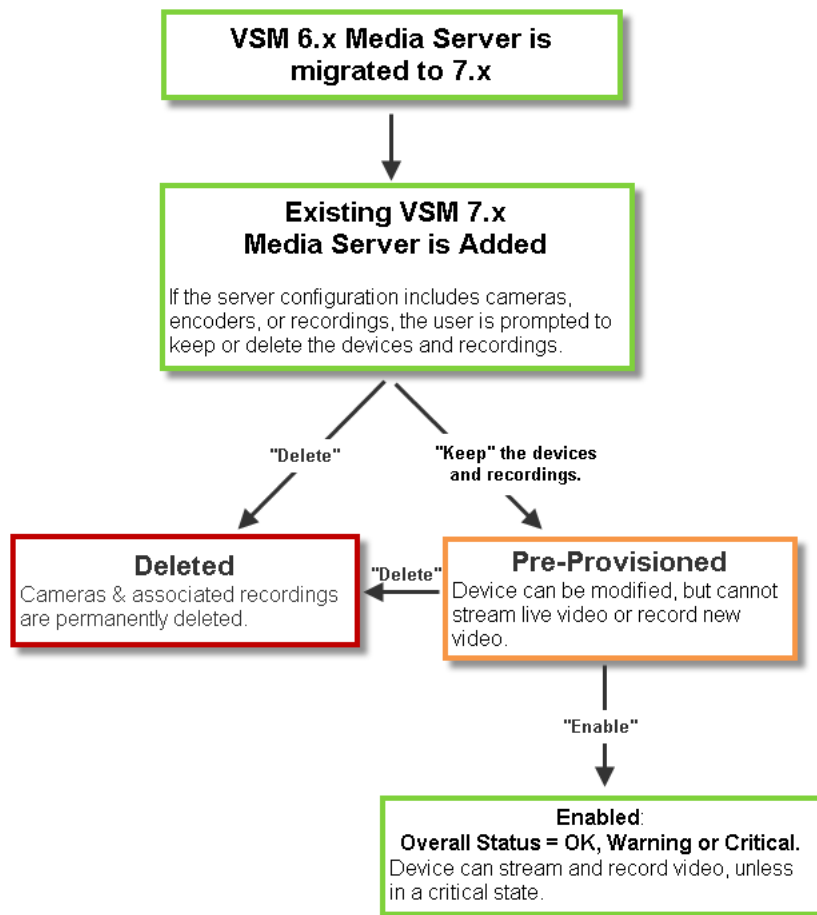 VSM 6.x Media Server is
migrated to 7.x
Existing VSM 7.x
Media Server is Added
If the server configuration includes cameras,
encoders, or recordings, the user is prompted to
keep or delete the devices and recordings.
"Delete"
"Keep" the devices
and recordings.
Deleted
Cameras & associated recordings
are permanently deleted.
"Delete"
Pre-Provisioned
Device can be modified, but cannot
stream live video or record new
video.
"Enable"
Enabled:
Overall Status = OK, Warning or Critical.
Device can stream and record video, unless
in a critical state.